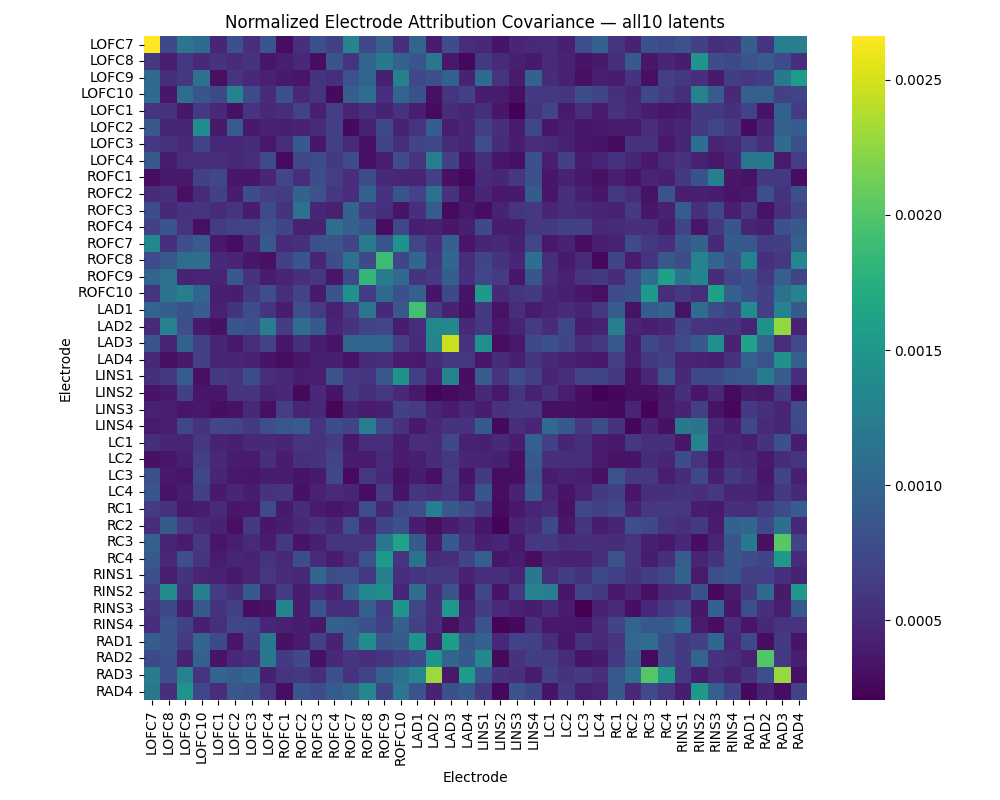 Normalized Electrode Attribution Covariance — all10 latents
LOFC7
LOFC8
LOFC9
LOFC10
LOFC1
LOFC2
LOFC3
LOFC4
ROFC1
ROFC2
ROFC3
ROFC4
ROFC7
ROFC8
ROFC9
ROFC10
LAD1
LAD2
LAD3
LAD4
LINS1
LINS2
LINS3
LINS4
LC1
LC2
LC3
LC4
RC1
RC2
RC3
RC4
RINS1
RINS2
RINS3
RINS4
RAD1
RAD2
RAD3
RAD4
Electrode
LOFC7 LOFC8 LOFC9 LOFC10 LOFC1 LOFC2 LOFC3 LOFC4 ROFC1 ROFC2 ROFC3 ROFC4 ROFC7 ROFC8 ROFC9 ROFC10 LAD1 LAD2 LAD3 LAD4 LINS1 LINS2 LINS3 LINS4 LC1 LC2 LC3 LC4 RC1 RC2 RC3 RC4 RINS1 RINS2 RINS3 RINS4 RAD1 RAD2 RAD3 RAD4
Electrode
0.0025
0.0020
0.0015
0.0010
0.0005